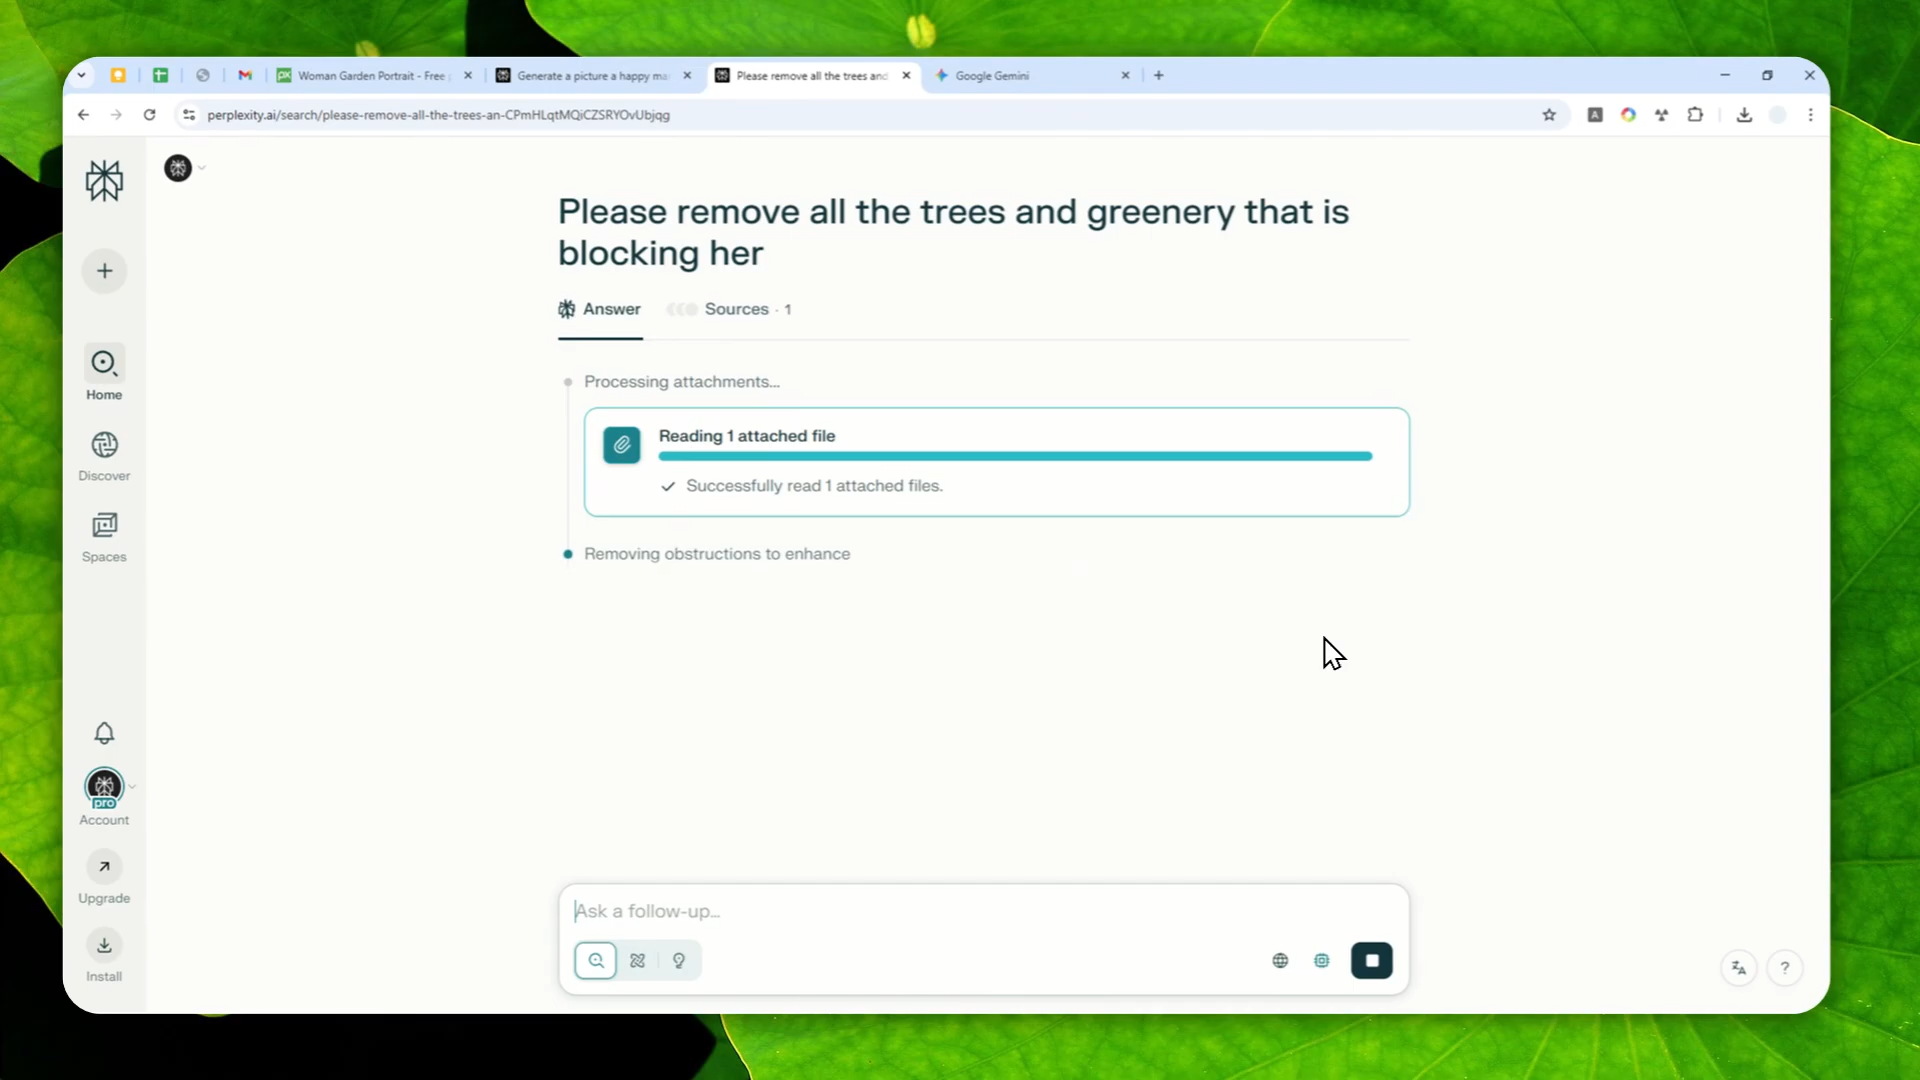 Woman Garden Portrait - Free
Generate a picture a happy ma
Please remove all the trees and
Google Gemini
perplexity.ai/search/please-remove-all-the-trees-an-CPmHLqtMQiCZSRYOvUbjqg
Please remove all the trees and greenery that is
blocking her
Answer
Sources · 1
Processing attachments...
Reading 1 attached file
Successfully read 1 attached files.
Removing obstructions to enhance
Home
Discover
Spaces
pro
Account
Upgrade
Install
Ask a follow-up...